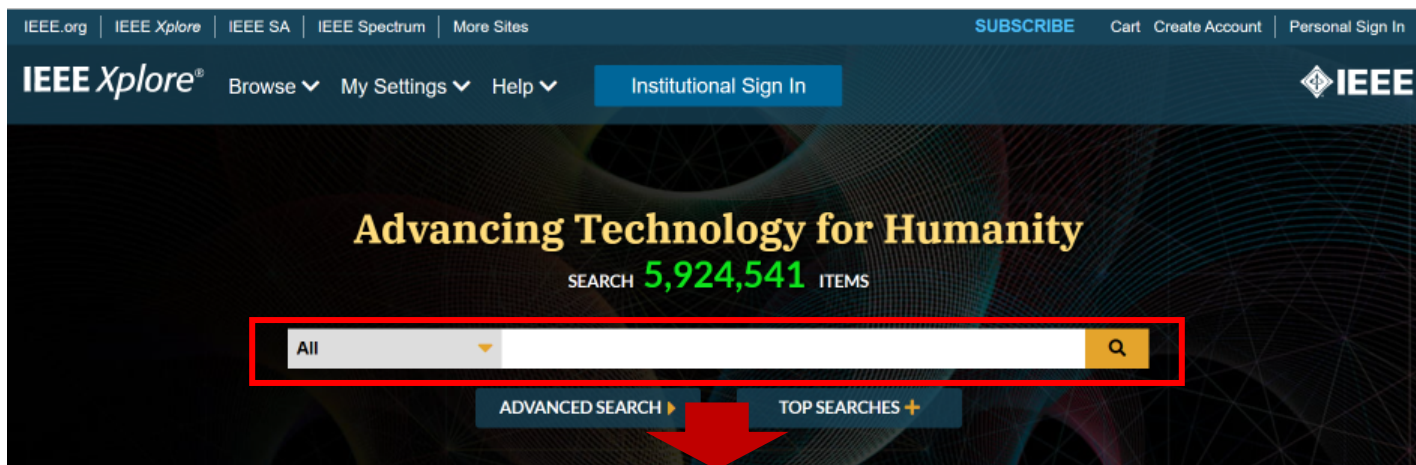 IEEE.org | IEEE Xplore | IEEE SA | IEEE Spectrum | More Sites SUBSCRIBE Cart Create Account | Personal Sign In
IEEE Xplore® Browse My Settings Help Institutional Sign In IEEE
Advancing Technology for Humanity
SEARCH 5,924,541 ITEMS
All
ADVANCED SEARCH TOP SEARCHES +